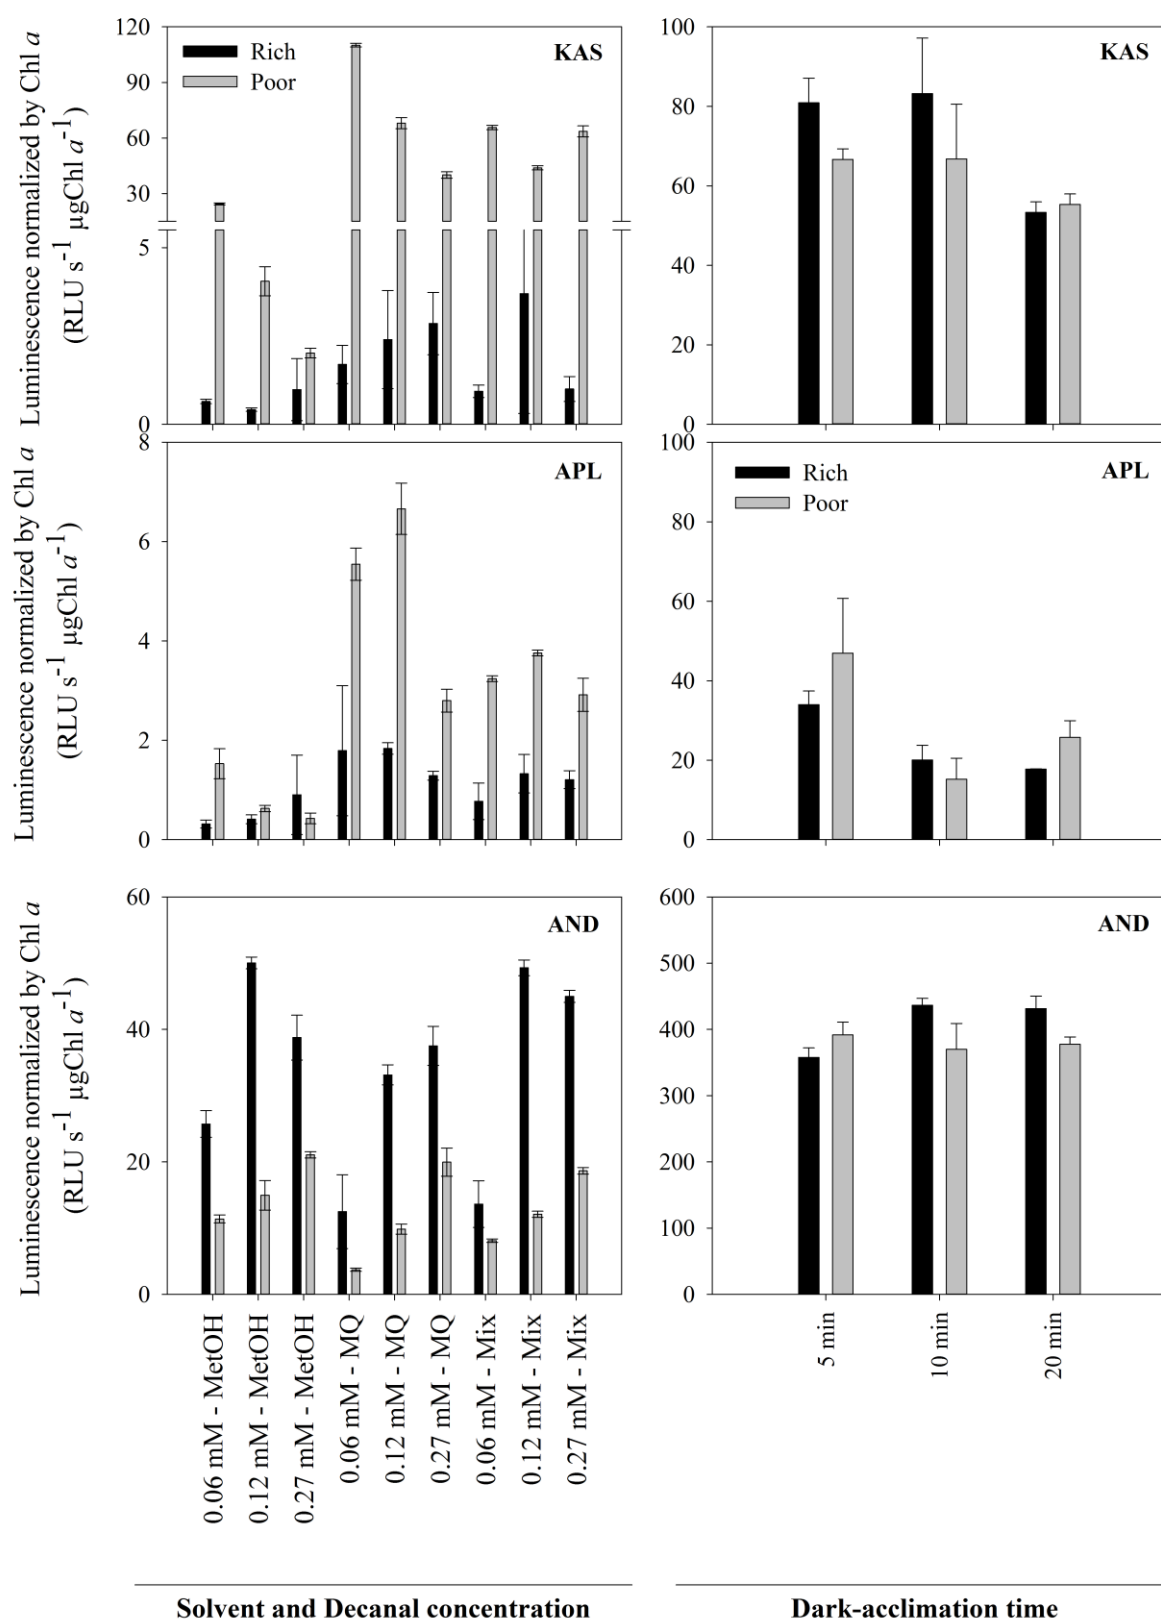 Luminescence normalized by Chl a
(RLU s⁻¹ µgChl a⁻¹)
120
90
60
30
5
0
Rich
Poor
KAS
100
80
60
40
20
0
KAS
Luminescence normalized by Chl a
(RLU s⁻¹ µgChl a⁻¹)
8
6
4
2
0
APL
100
80
60
40
20
0
Rich
Poor
APL
Luminescence normalized by Chl a
(RLU s⁻¹ µgChl a⁻¹)
60
40
20
0
AND
600
500
400
300
200
100
0
AND
0.06 mM - MetOH
0.12 mM - MetOH
0.27 mM - MetOH
0.06 mM - MQ
0.12 mM - MQ
0.27 mM - MQ
0.06 mM - Mix
0.12 mM - Mix
0.27 mM - Mix
5 min
10 min
20 min
Solvent and Decanal concentration
Dark-acclimation time